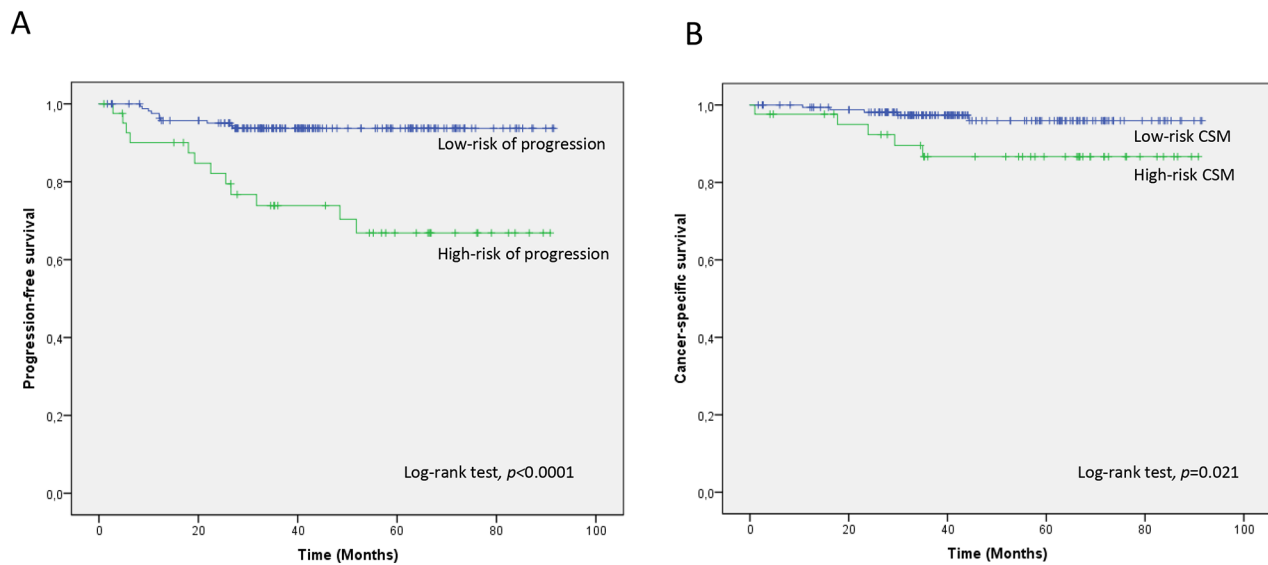 A
Progression-free survival
1,0
0,8
0,6
0,4
0,2
0,0
Low-risk of progression
High-risk of progression
Log-rank test, p<0.0001
0 20 40 60 80 100
Time (Months)
B
Cancer-specific survival
1,0
0,8
0,6
0,4
0,2
0,0
Low-risk CSM
High-risk CSM
Log-rank test, p=0.021
0 20 40 60 80 100
Time (Months)